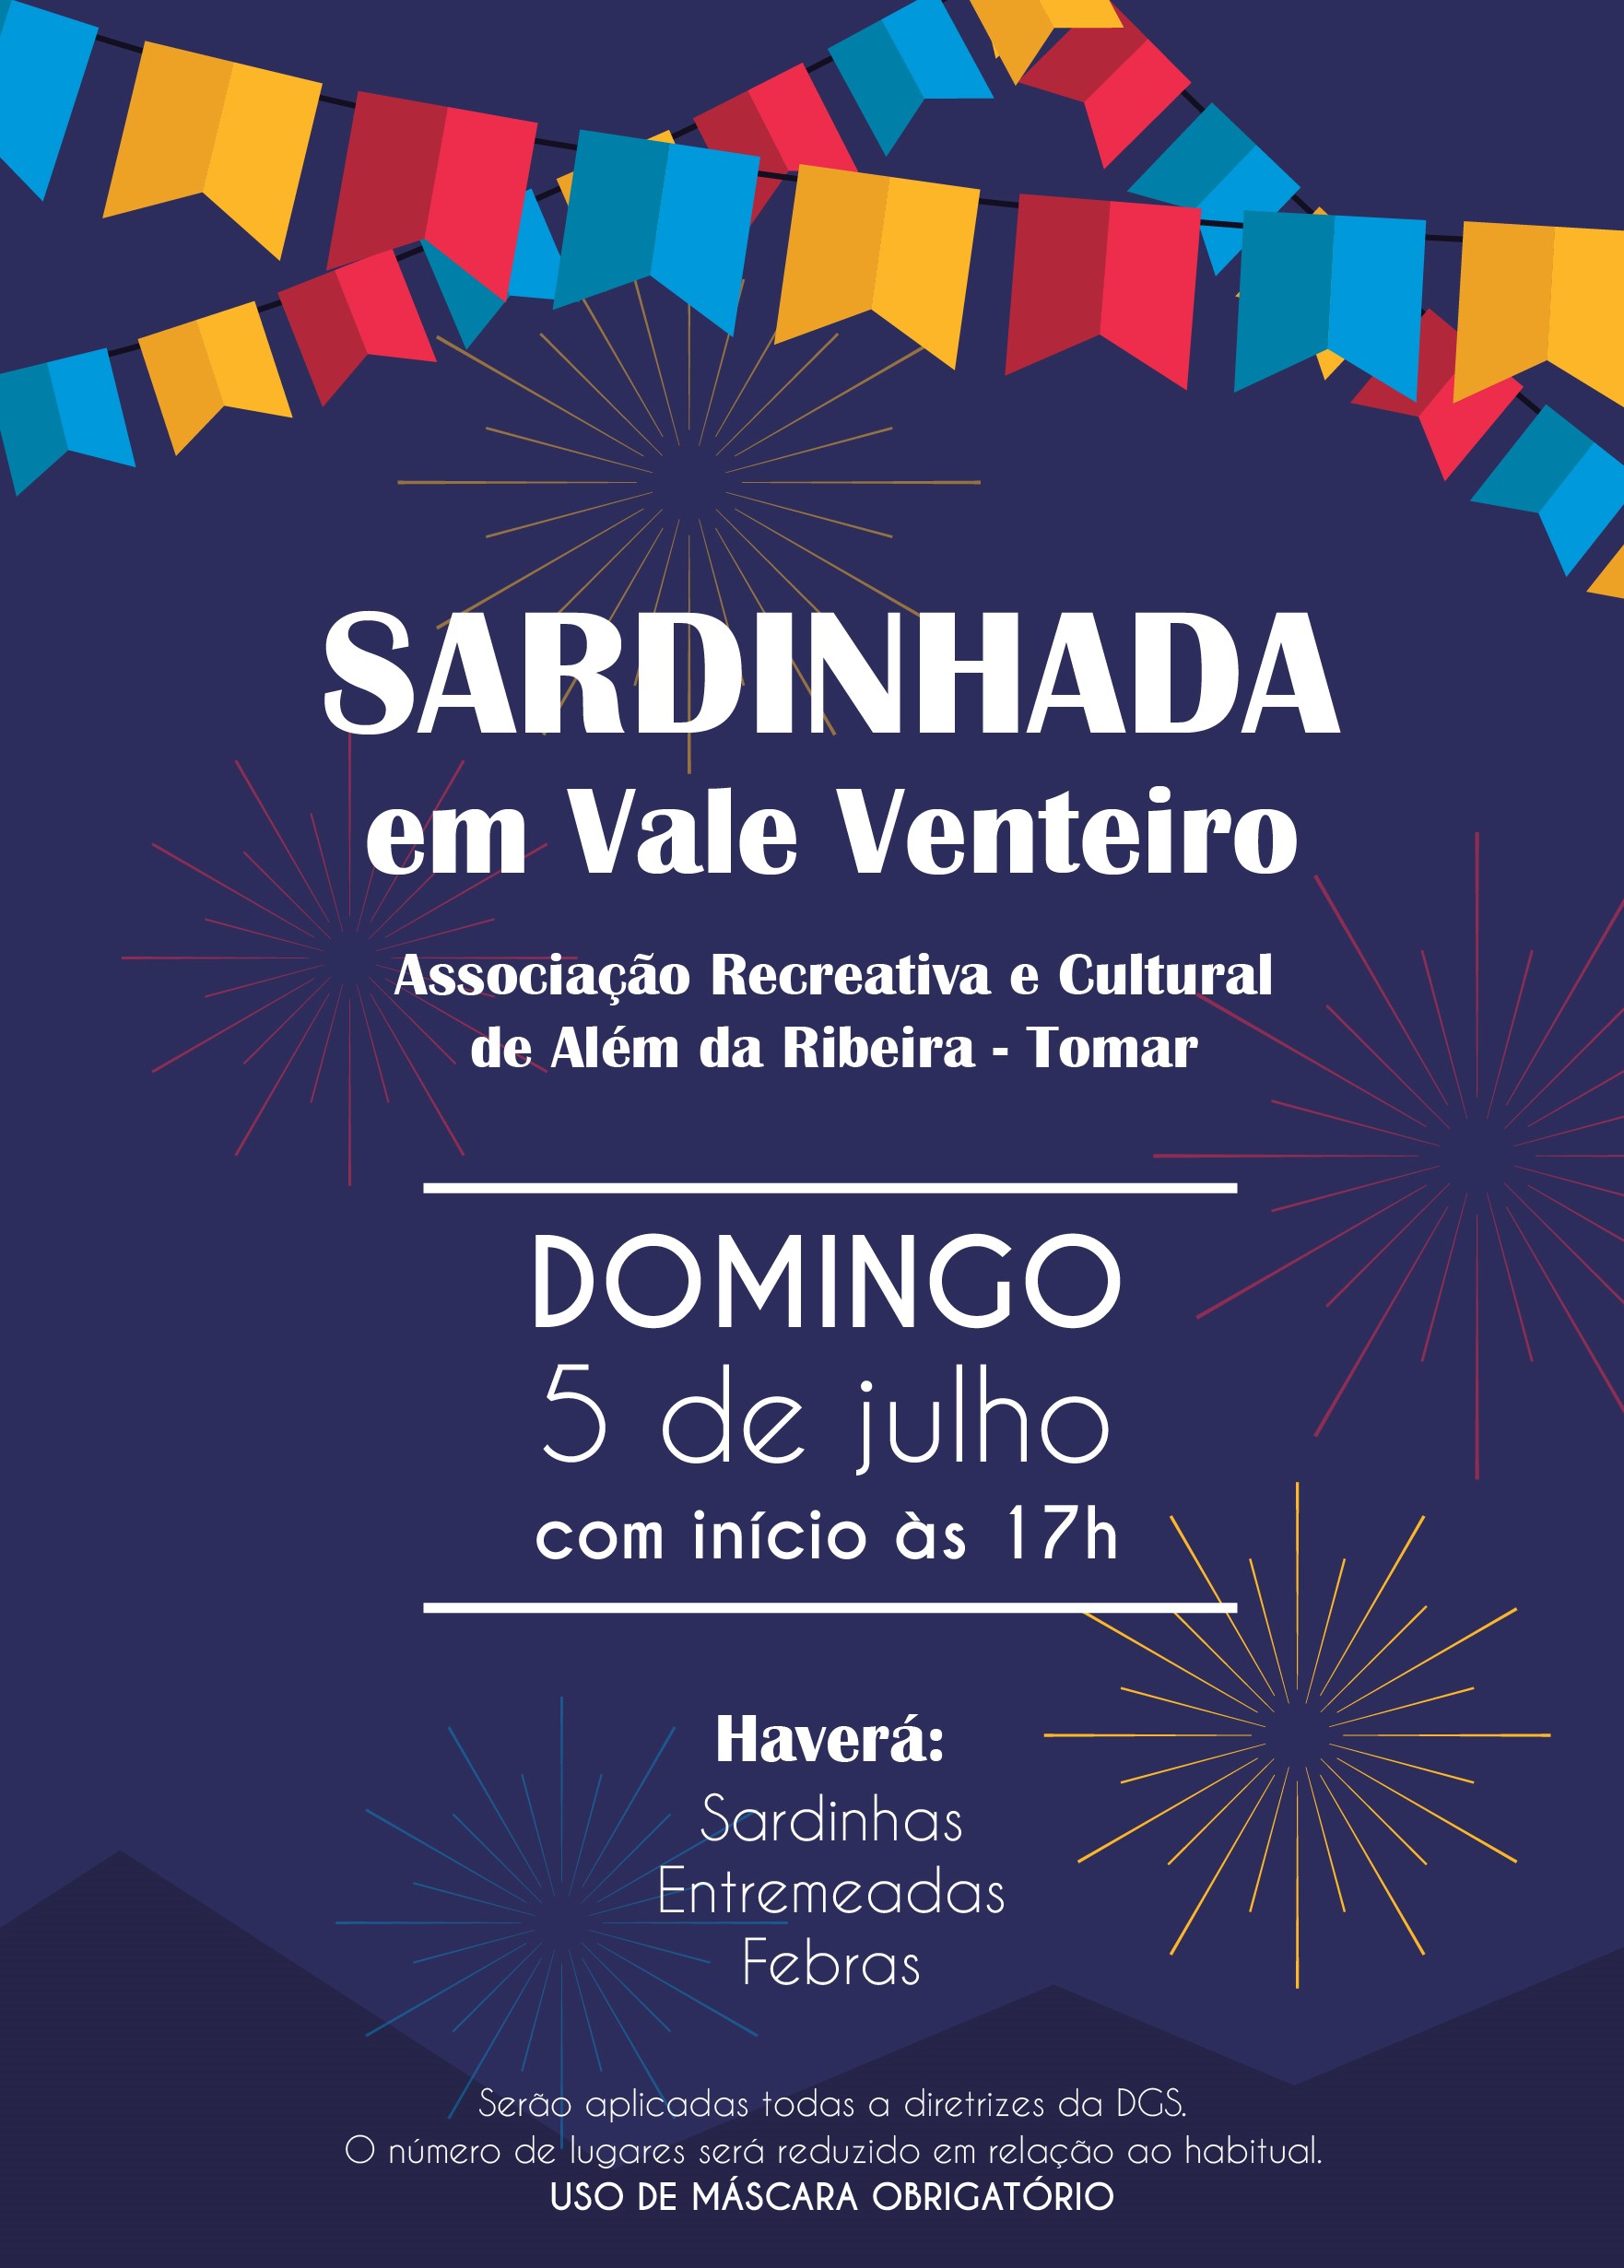 SARDINHADA
em Vale Venteiro
Associação Recreativa e Cultural
de Além da Ribeira - Tomar
DOMINGO
5 de julho
com início às 17h
Haverá:
Sardinhas
Entremeadas
Febras
Serão aplicadas todas a diretrizes da DGS.
O número de lugares será reduzido em relação ao habitual.
USO DE MÁSCARA OBRIGATÓRIO